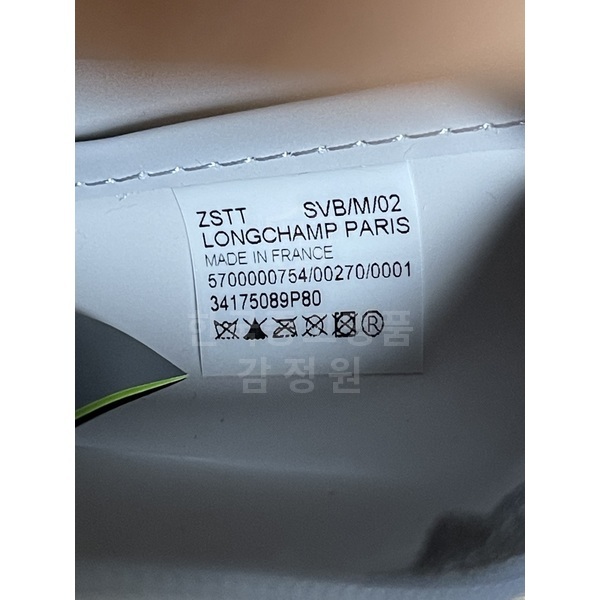 ZSTT SVB/M/02
LONGCHAMP PARIS
MADE IN FRANCE
5700000754/00270/0001
34175089P80
®
감정원